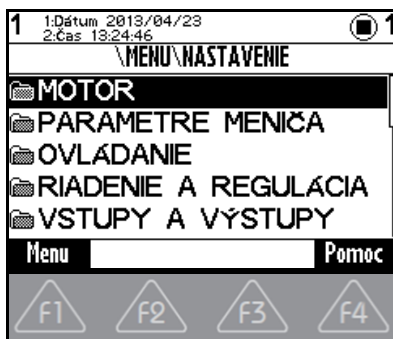 1 1:Dátum 2013/04/23 1
2:Čas 13:24:46
\MENU\NASTAVENIE
MOTOR
PARAMETRE MENIČA
OVLÁDANIE
RIADENIE A REGULÁCIA
VSTUPY A VÝSTUPY
Menu Pomoc
F1 F2 F3 F4